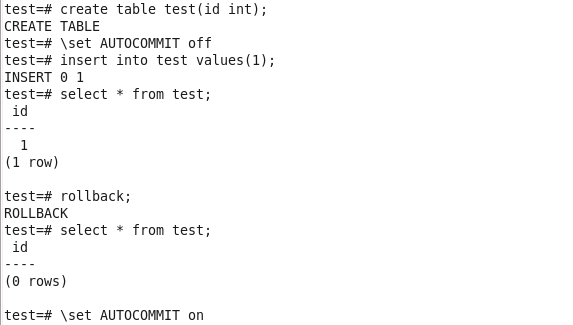 test=# create table test(id int);
CREATE TABLE
test=# \set AUTOCOMMIT off
test=# insert into test values(1);
INSERT 0 1
test=# select * from test;
 id
----
  1
(1 row)

test=# rollback;
ROLLBACK
test=# select * from test;
 id
----
(0 rows)

test=# \set AUTOCOMMIT on